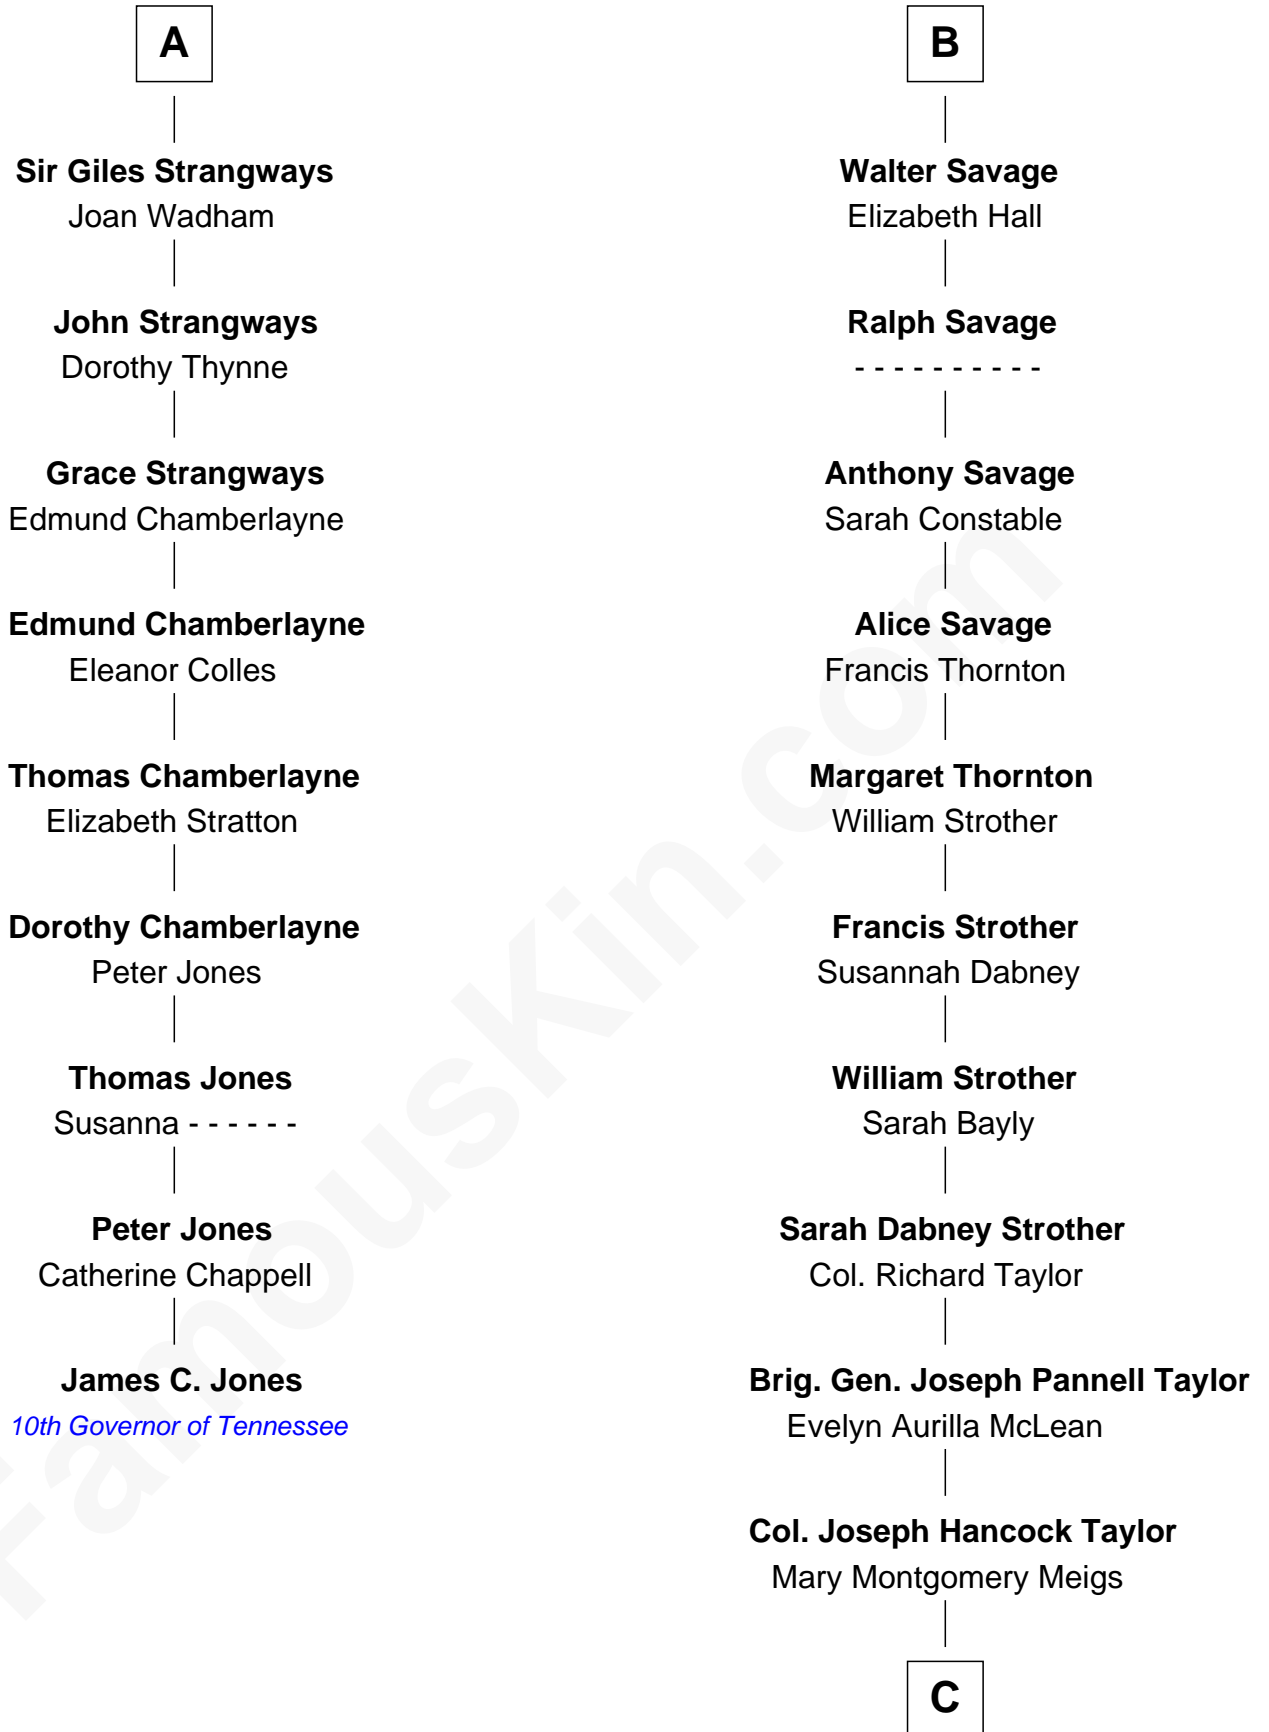 A
Sir Giles Strangways
Joan Wadham
John Strangways
Dorothy Thynne
Grace Strangways
Edmund Chamberlayne
Edmund Chamberlayne
Eleanor Colles
Thomas Chamberlayne
Elizabeth Stratton
Dorothy Chamberlayne
Peter Jones
Thomas Jones
Susanna - - - - - -
Peter Jones
Catherine Chappell
James C. Jones
10th Governor of Tennessee
B
Walter Savage
Elizabeth Hall
Ralph Savage
- - - - - - - - - -
Anthony Savage
Sarah Constable
Alice Savage
Francis Thornton
Margaret Thornton
William Strother
Francis Strother
Susannah Dabney
William Strother
Sarah Bayly
Sarah Dabney Strother
Col. Richard Taylor
Brig. Gen. Joseph Pannell Taylor
Evelyn Aurilla McLean
Col. Joseph Hancock Taylor
Mary Montgomery Meigs
C
FamousKin.com